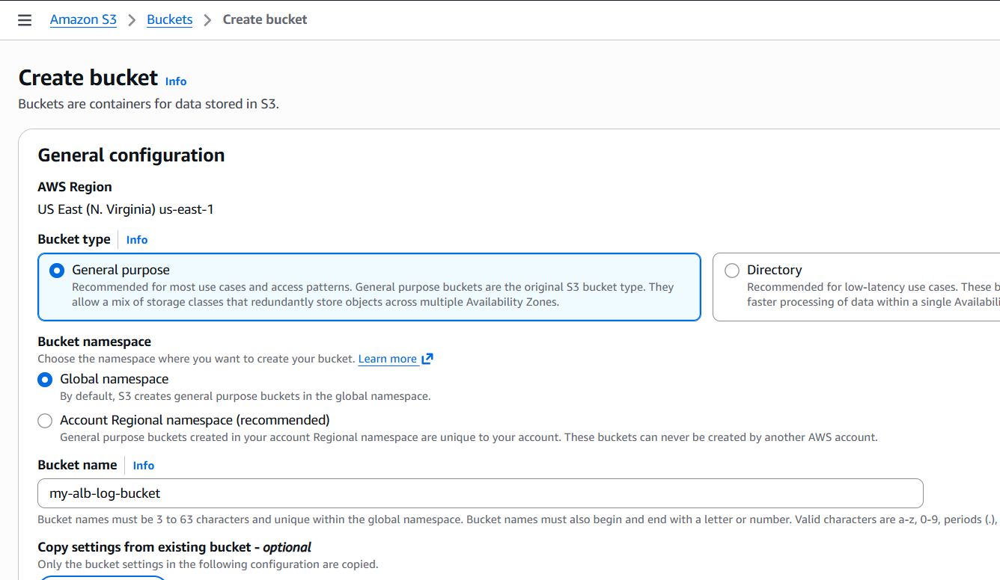 Amazon S3 > Buckets > Create bucket
Create bucket Info
Buckets are containers for data stored in S3.
General configuration
AWS Region
US East (N. Virginia) us-east-1
Bucket type Info
General purpose
Recommended for most use cases and access patterns. General purpose buckets are the original S3 bucket type. They
allow a mix of storage classes that redundantly store objects across multiple Availability Zones.
Directory
Recommended for low-latency use cases. These b
faster processing of data within a single Availabili
Bucket namespace
Choose the namespace where you want to create your bucket. Learn more
Global namespace
By default, S3 creates general purpose buckets in the global namespace.
Account Regional namespace (recommended)
General purpose buckets created in your account Regional namespace are unique to your account. These buckets can never be created by another AWS account.
Bucket name Info
my-alb-log-bucket
Bucket names must be 3 to 63 characters and unique within the global namespace. Bucket names must also begin and end with a letter or number. Valid characters are a-z, 0-9, periods (.),
Copy settings from existing bucket - optional
Only the bucket settings in the following configuration are copied.